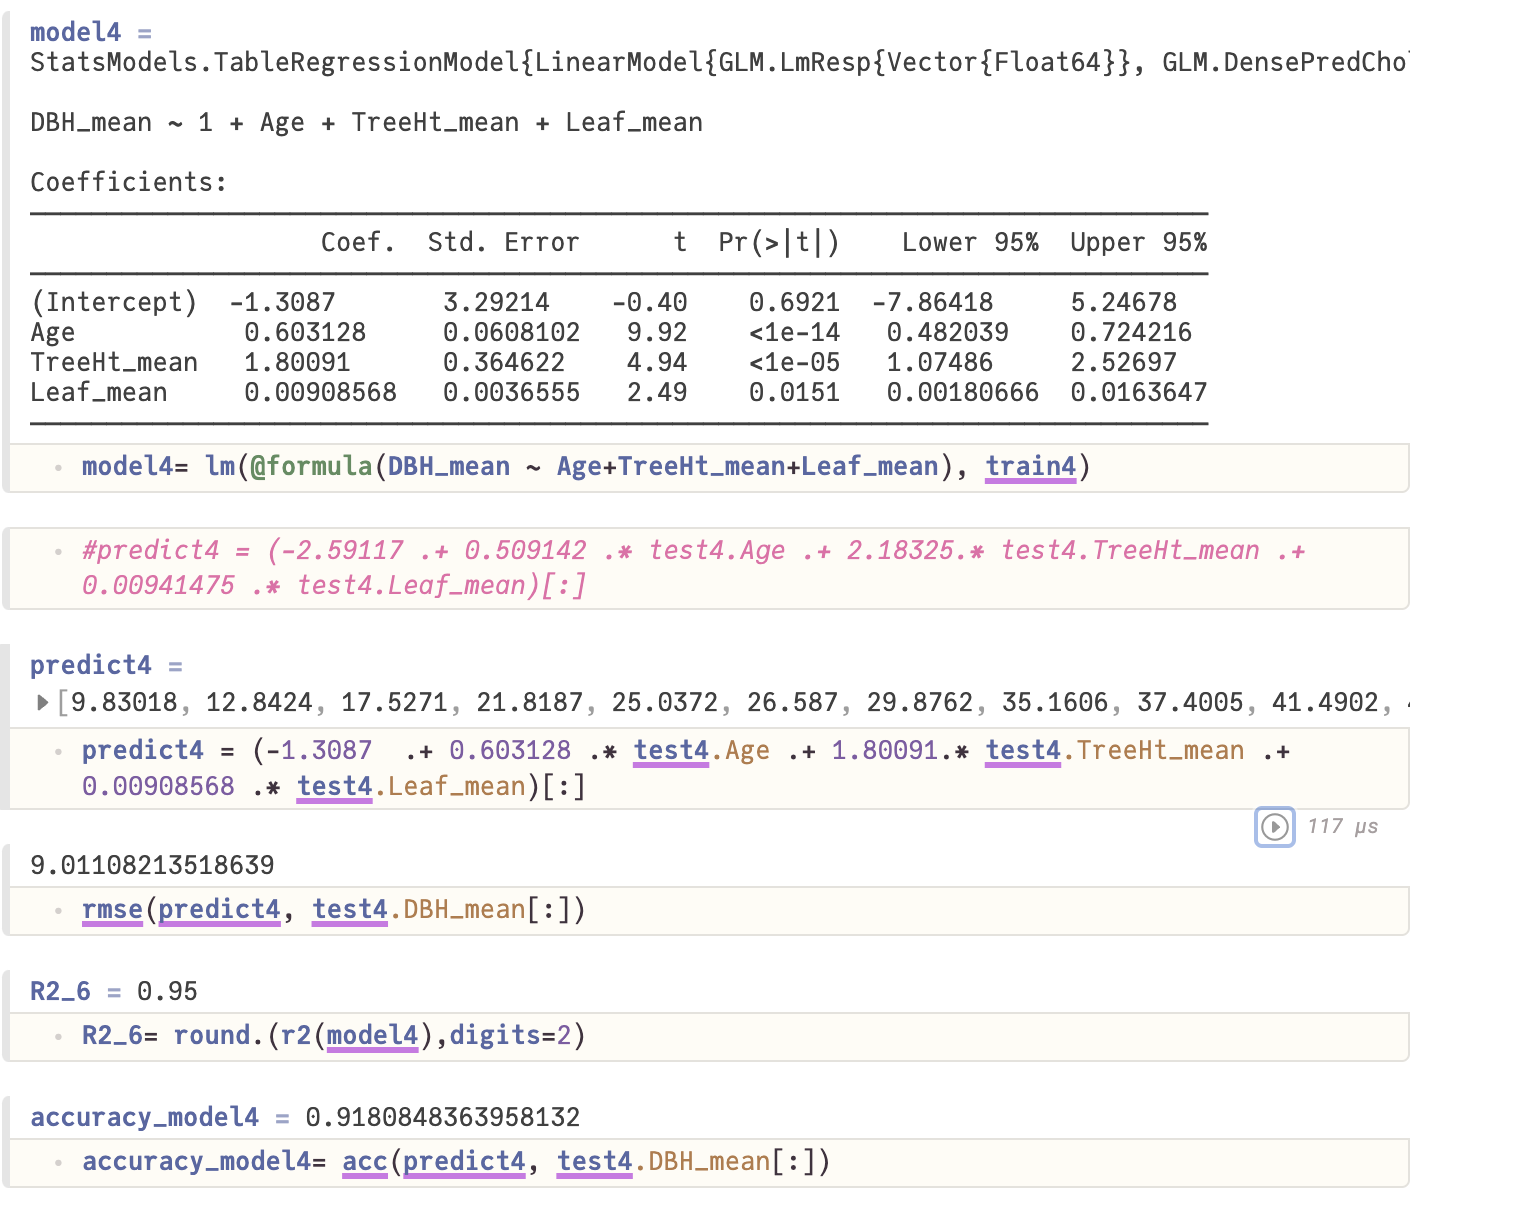 model4 =
StatsModels.TableRegressionModel{LinearModel{GLM.LmResp{Vector{Float64}}, GLM.DensePredCho
DBH_mean ~ 1 + Age + TreeHt_mean + Leaf_mean
Coefficients:
Coef. Std. Error t Pr(>|t|) Lower 95% Upper 95%
(Intercept) -1.3087 3.29214 -0.40 0.6921 -7.86418 5.24678
Age 0.603128 0.0608102 9.92 <1e-14 0.482039 0.724216
TreeHt_mean 1.80091 0.364622 4.94 <1e-05 1.07486 2.52697
Leaf_mean 0.00908568 0.0036555 2.49 0.0151 0.00180666 0.0163647
model4= lm(@formula(DBH_mean ~ Age+TreeHt_mean+Leaf_mean), train4)
#predict4 = (-2.59117 .+ 0.509142 .* test4.Age .+ 2.18325.* test4.TreeHt_mean .+
0.00941475 .* test4.Leaf_mean)[:]
predict4 =
[9.83018, 12.8424, 17.5271, 21.8187, 25.0372, 26.587, 29.8762, 35.1606, 37.4005, 41.4902,
predict4 = (-1.3087 .+ 0.603128 .* test4.Age .+ 1.80091.* test4.TreeHt_mean .+
0.00908568 .* test4.Leaf_mean)[:]
117 μs
9.01108213518639
rmse(predict4, test4.DBH_mean[:])
R2_6 = 0.95
R2_6= round.(r2(model4),digits=2)
accuracy_model4 = 0.9180848363958132
accuracy_model4= acc(predict4, test4.DBH_mean[:])